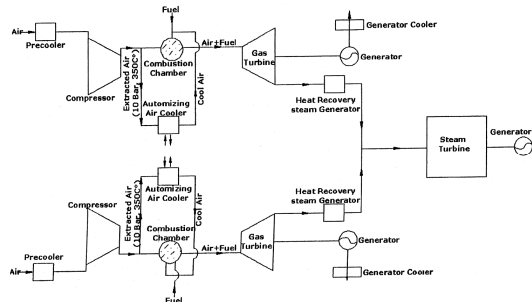 Fuel
Air
Precooler
Compressor
Extracted Air
(10 Bar, 350C°)
Combustion
Chamber
Automizing
Air Cooler
Cool Air
Air+Fuel
Gas
Turbine
Generator Cooler
Generator
Heat Recovery
steam Generator
Steam
Turbine
Generator
Heat Recovery
steam Generator
Automizing
Air Cooler
Cool Air
Extracted Air
(10 Bar, 350C°)
Compressor
Combustion
Chamber
Air+Fuel
Gas
Turbine
Generator
Precooler
Air
Generator Cooler
Fuel